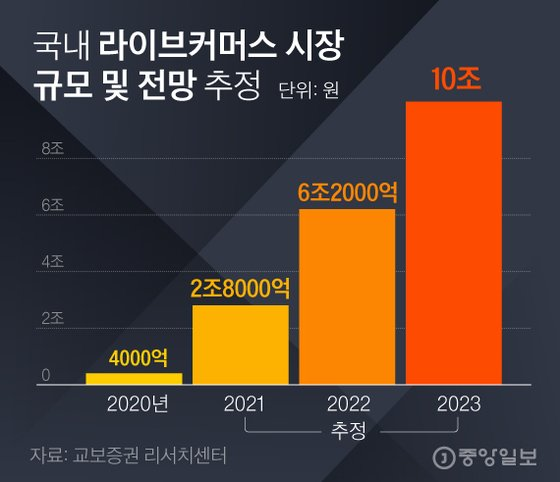 국내 라이브커머스 시장
규모 및 전망 추정 단위: 원
10조
8조
6조2000억
6조
4조
2조8000억
2조
4000억
0
2020년 2021 2022 2023
추정
자료: 교보증권 리서치센터
J 중앙일보